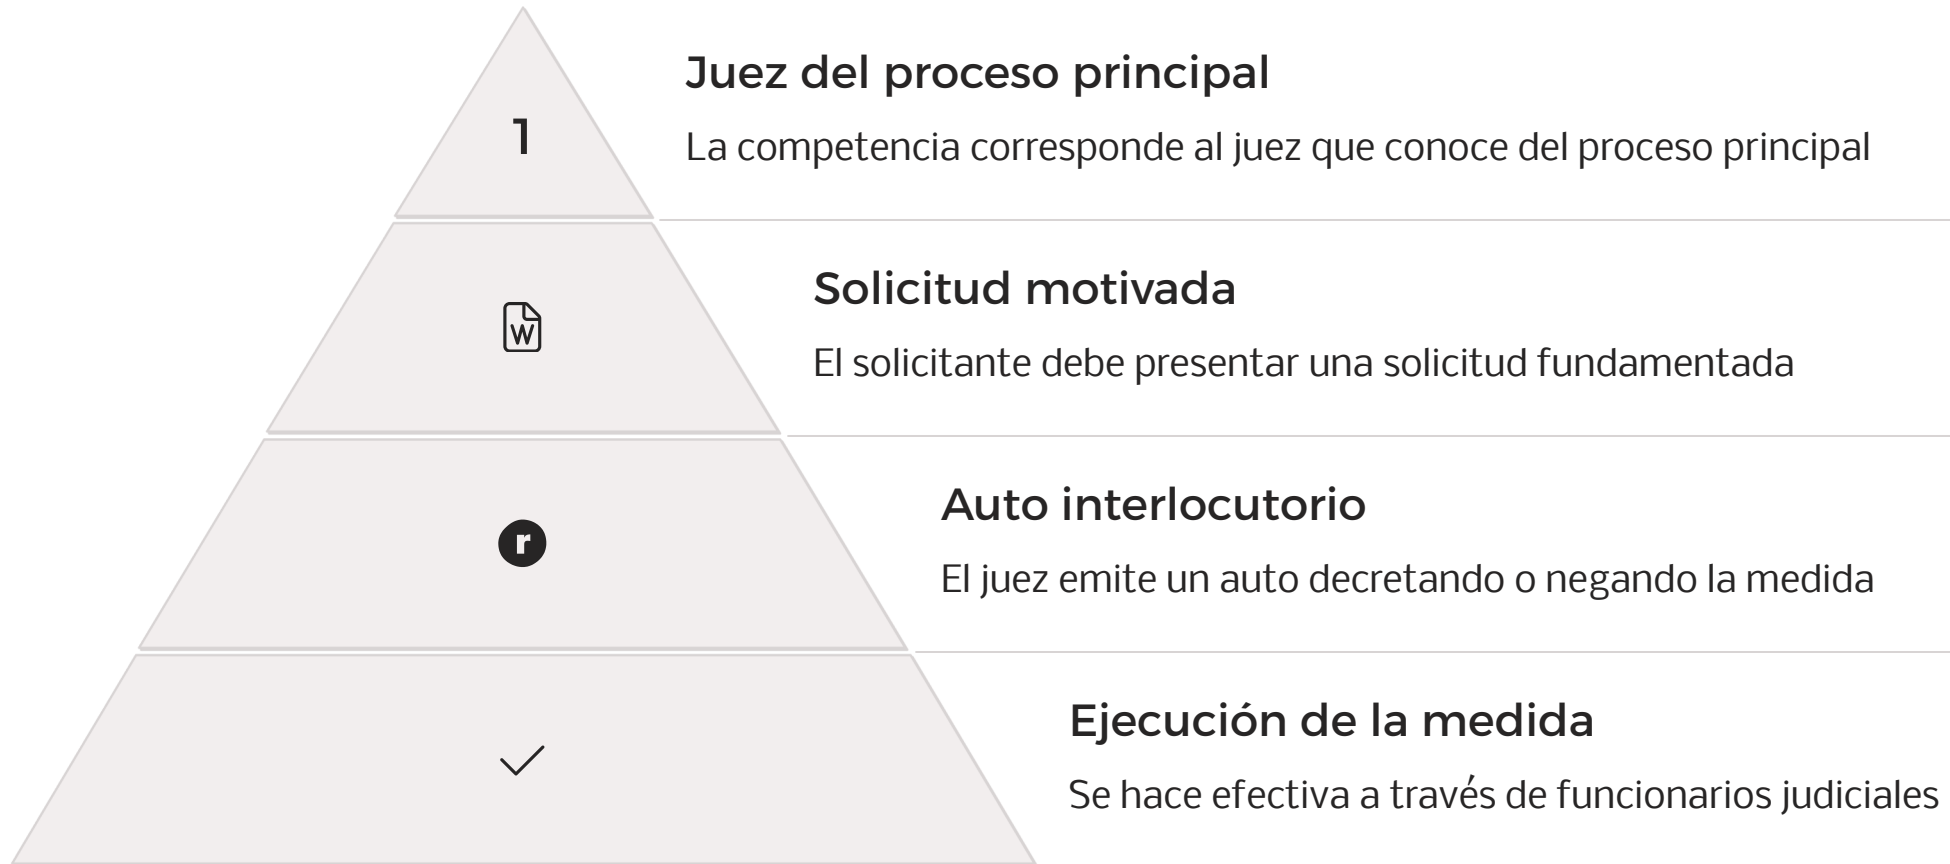 1
Juez del proceso principal
La competencia corresponde al juez que conoce del proceso principal
W
Solicitud motivada
El solicitante debe presentar una solicitud fundamentada
r
Auto interlocutorio
El juez emite un auto decretando o negando la medida
Ejecución de la medida
Se hace efectiva a través de funcionarios judiciales